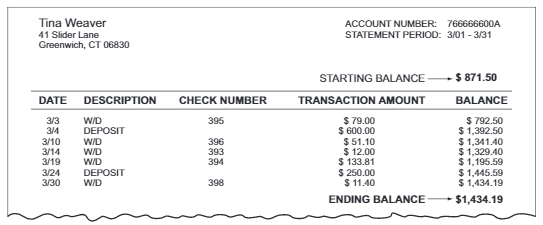 Tina Weaver ACCOUNT NUMBER: 766666600A
41 Slider Lane STATEMENT PERIOD: 3/01 - 3/31
Greenwich, CT 06830
STARTING BALANCE → $ 871.50
DATE DESCRIPTION CHECK NUMBER TRANSACTION AMOUNT BALANCE
3/3 W/D 395 $ 79.00 $ 792.50
3/4 DEPOSIT $ 600.00 $ 1,392.50
3/10 W/D 396 $ 51.10 $ 1,341.40
3/14 W/D 393 $ 12.00 $ 1,329.40
3/19 W/D 394 $ 133.81 $ 1,195.59
3/24 DEPOSIT $ 250.00 $ 1,445.59
3/30 W/D 398 $ 11.40 $ 1,434.19
ENDING BALANCE → $1,434.19